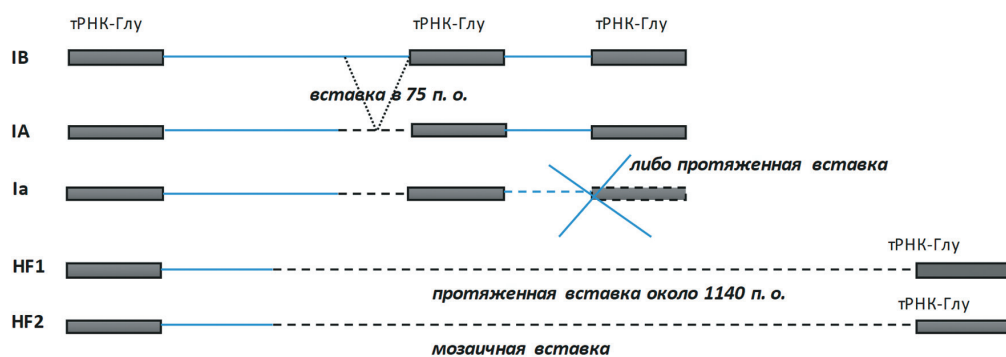 тРНК-Глу тРНК-Глу тРНК-Глу
IB
вставка в 75 п. о.
IA
либо протяженная вставка
Ia
тРНК-Глу
HF1
протяженная вставка около 1140 п. о.
тРНК-Глу
HF2
мозаичная вставка